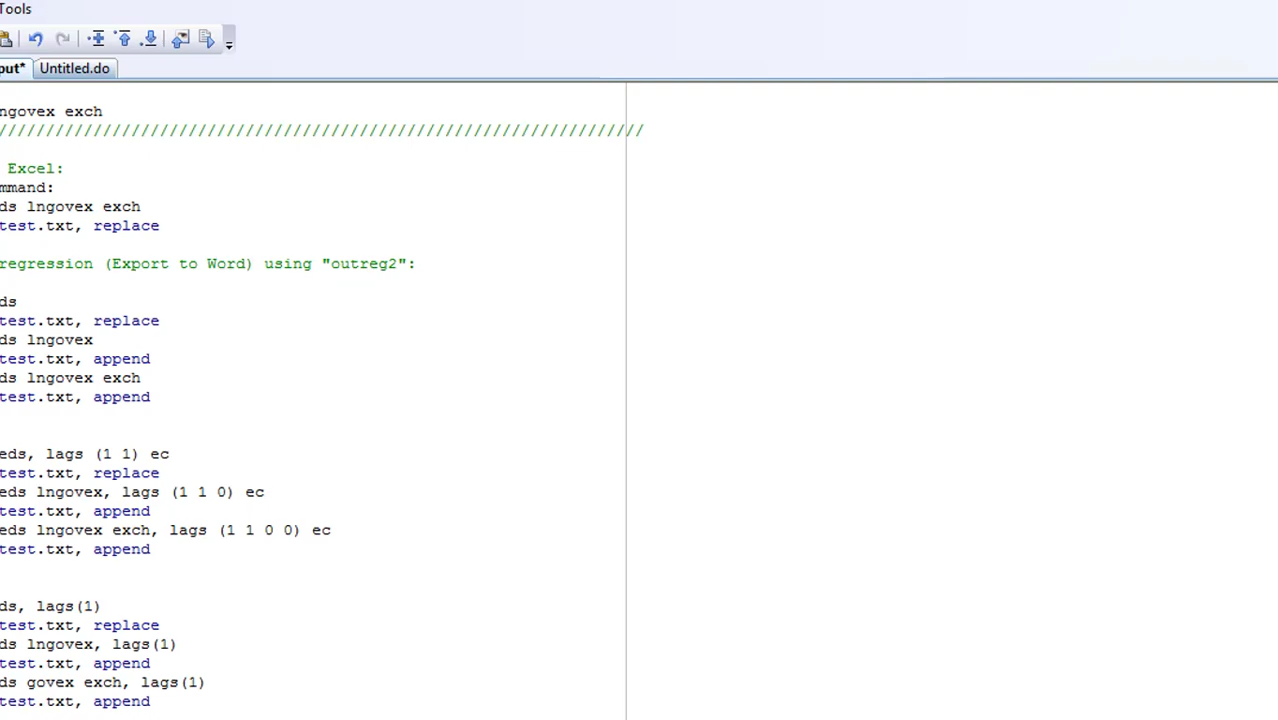 Tools
put* Untitled.do
ngovex exch
////////////////////////////////////////////////////////////////////
Excel:
mmand:
ds lngovex exch
test.txt, replace
regression (Export to Word) using "outreg2":
ds
test.txt, replace
ds lngovex
test.txt, append
ds lngovex exch
test.txt, append
eds, lags (1 1) ec
test.txt, replace
eds lngovex, lags (1 1 0) ec
test.txt, append
eds lngovex exch, lags (1 1 0 0) ec
test.txt, append
ds, lags(1)
test.txt, replace
ds lngovex, lags(1)
test.txt, append
ds govex exch, lags(1)
test.txt, append